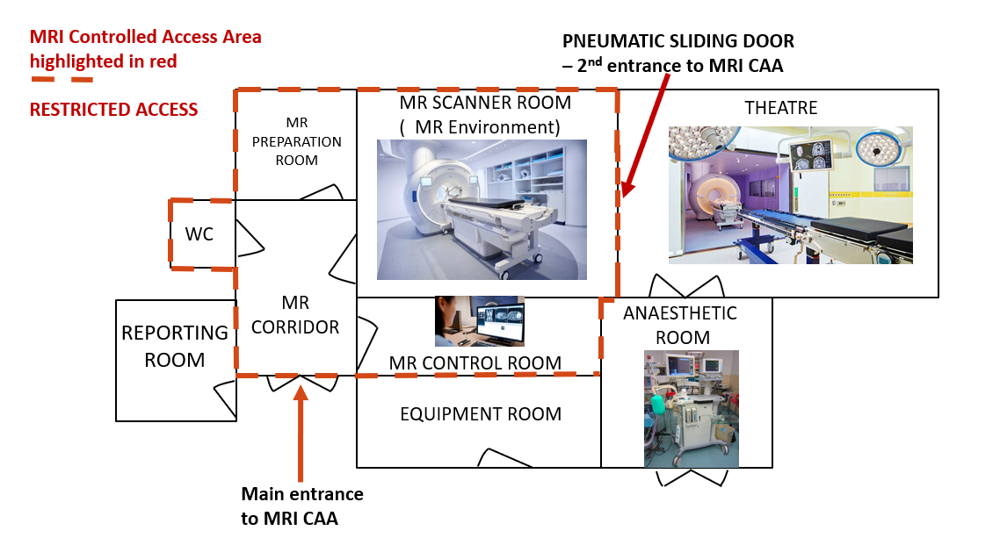 MRI Controlled Access Area
highlighted in red
RESTRICTED ACCESS
PNEUMATIC SLIDING DOOR
– 2nd entrance to MRI CAA
MR
PREPARATION
ROOM
MR SCANNER ROOM
( MR Environment)
THEATRE
WC
MR
CORRIDOR
REPORTING
ROOM
MR CONTROL ROOM
ANAESTHETIC
ROOM
EQUIPMENT ROOM
Main entrance
to MRI CAA